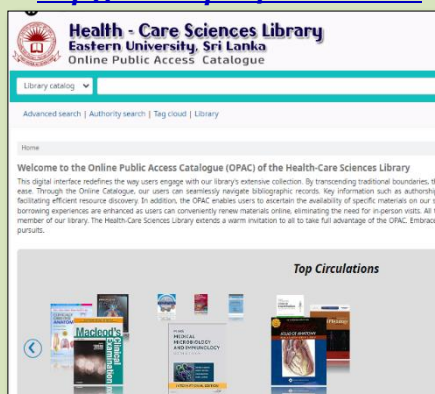 Health - Care Sciences Library
Eastern University, Sri Lanka
Online Public Access Catalogue
Library catalog
Advanced search | Authority search | Tag cloud | Library
Home
Welcome to the Online Public Access Catalogue (OPAC) of the Health-Care Sciences Library
This digital interface redefines the way users engage with our library's extensive collection. By transcending traditional boundaries,
ease. Through the Online Catalogue, our users can seamlessly navigate bibliographic records. Key information such as authorship
facilitating efficient resource discovery. In addition, the OPAC enables users to ascertain the availability of specific materials on our
borrowing experiences are enhanced as users can conveniently renew materials online, eliminating the need for in-person visits. All
member of our library. The Health-Care Sciences Library extends a warm invitation to all to take full advantage of the OPAC.
pursuits.
Top Circulations
Macleod's
Clinical
Examination
MEDICAL
MICROBIOLOGY
AND IMMUNOLOGY